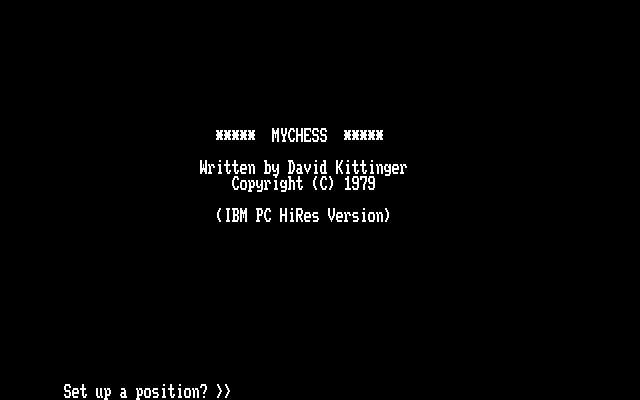 ***** MYCHESS *****
Written by David Kittinger
Copyright (C) 1979
(IBM PC HiRes Version)
Set up a position? >>